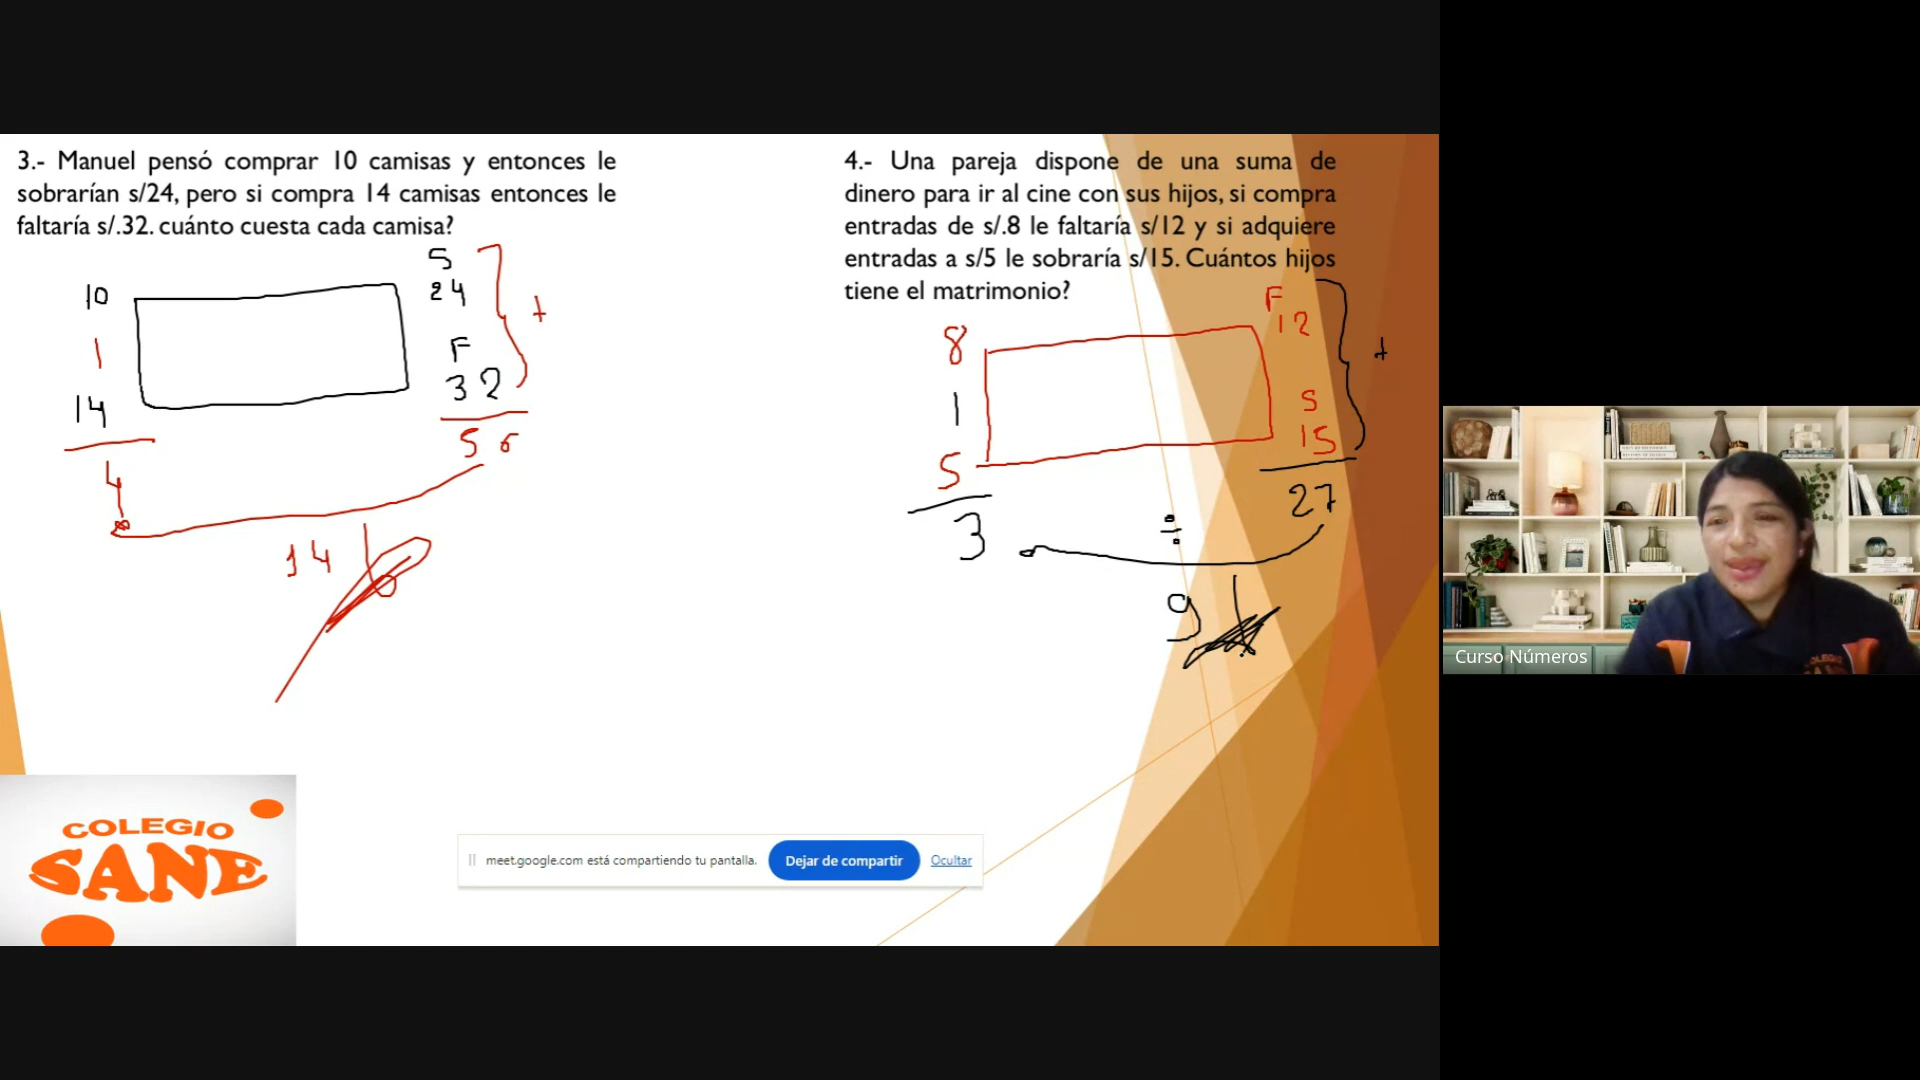 3.- Manuel pensó comprar 10 camisas y entonces le
sobrarían s/24, pero si compra 14 camisas entonces le
faltaría s/.32. cuánto cuesta cada camisa?
S
10
24
1
+
F
14
32
56
4
14
4.- Una pareja dispone de una suma de
dinero para ir al cine con sus hijos, si compra
entradas de s/.8 le faltaría s/12 y si adquiere
entradas a s/5 le sobraría s/15. Cuántos hijos
tiene el matrimonio?
F
12
8
+
1
S
15
5
27
3
÷
9
Curso Números
COLEGIO
COLEGIO
SANE
meet.google.com está compartiendo tu pantalla.
Dejar de compartir
Ocultar